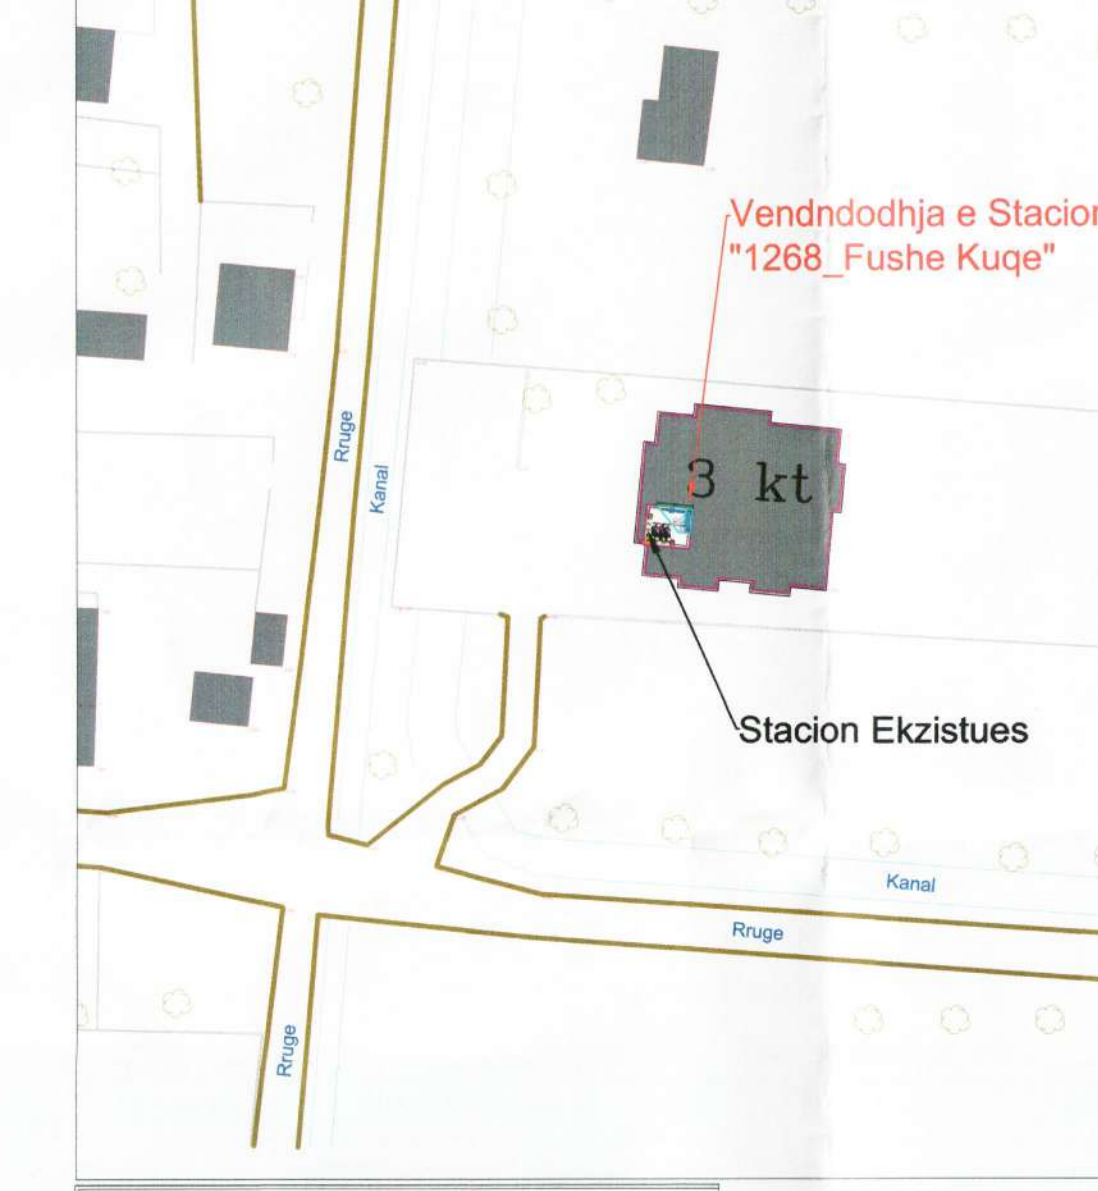 Vendndodhja e Stacion
"1268_Fushe Kuqe"
Rruge
Kanal
3 kt
Stacion Ekzistues
Kanal
Rruge
Rruge